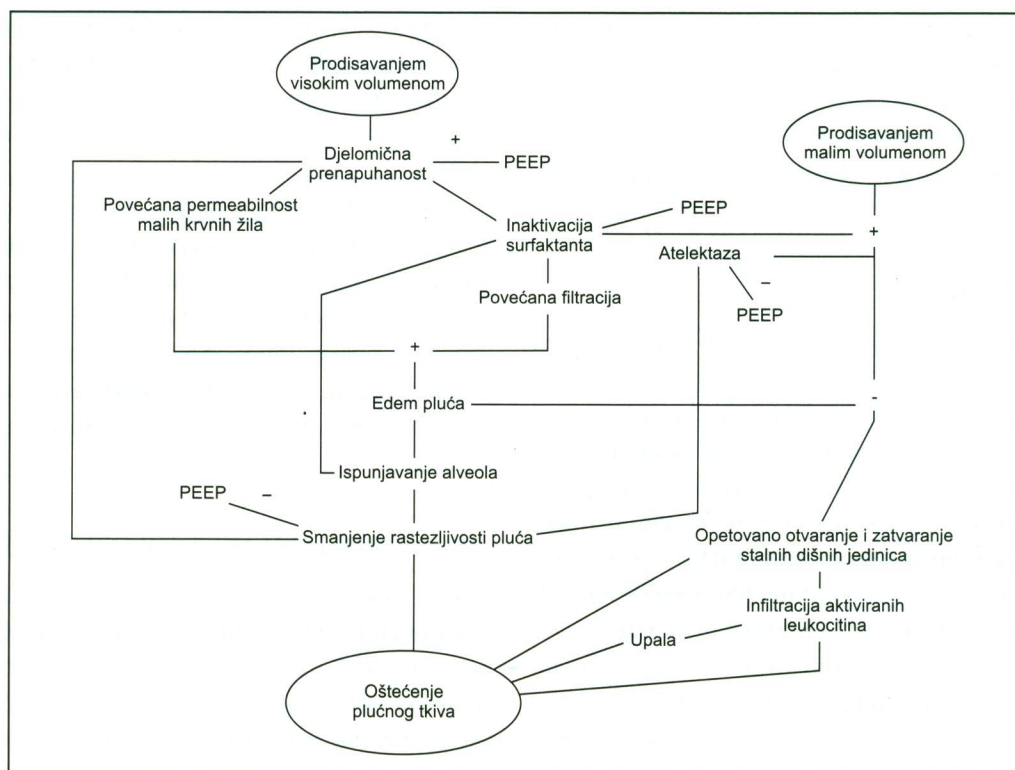 Prodisavanjem
visokim volumenom
Prodisavanjem
malim volumenom
+
Djelomična
prenapuhanost
PEEP
Povećana permeabilnost
malih krvnih žila
PEEP
Inaktivacija
surfaktanta
+
Atelektaza
–
Povećana filtracija
PEEP
+
Edem pluća
-
Ispunjavanje alveola
PEEP
–
Smanjenje rastezljivosti pluća
Opetovano otvaranje i zatvaranje
stalnih dišnih jedinica
Infiltracija aktiviranih
leukocitina
Upala
Oštećenje
plućnog tkiva